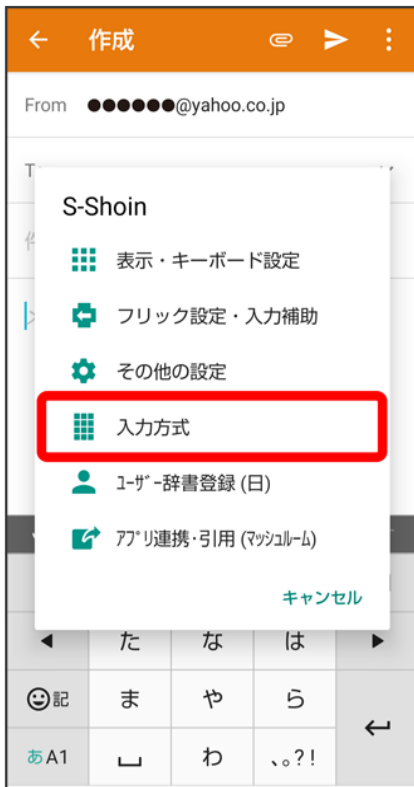 作成
From ●●●●●●@yahoo.co.jp
S-Shoin
表示・キーボード設定
フリック設定・入力補助
その他の設定
入力方式
ﾕｰｻﾞｰ辞書登録 (日)
ｱﾌﾟﾘ連携･引用 (ﾏｯｼｭﾙｰﾑ)
キャンセル
た な は
記 ま や ら
あA1 わ 、。?!